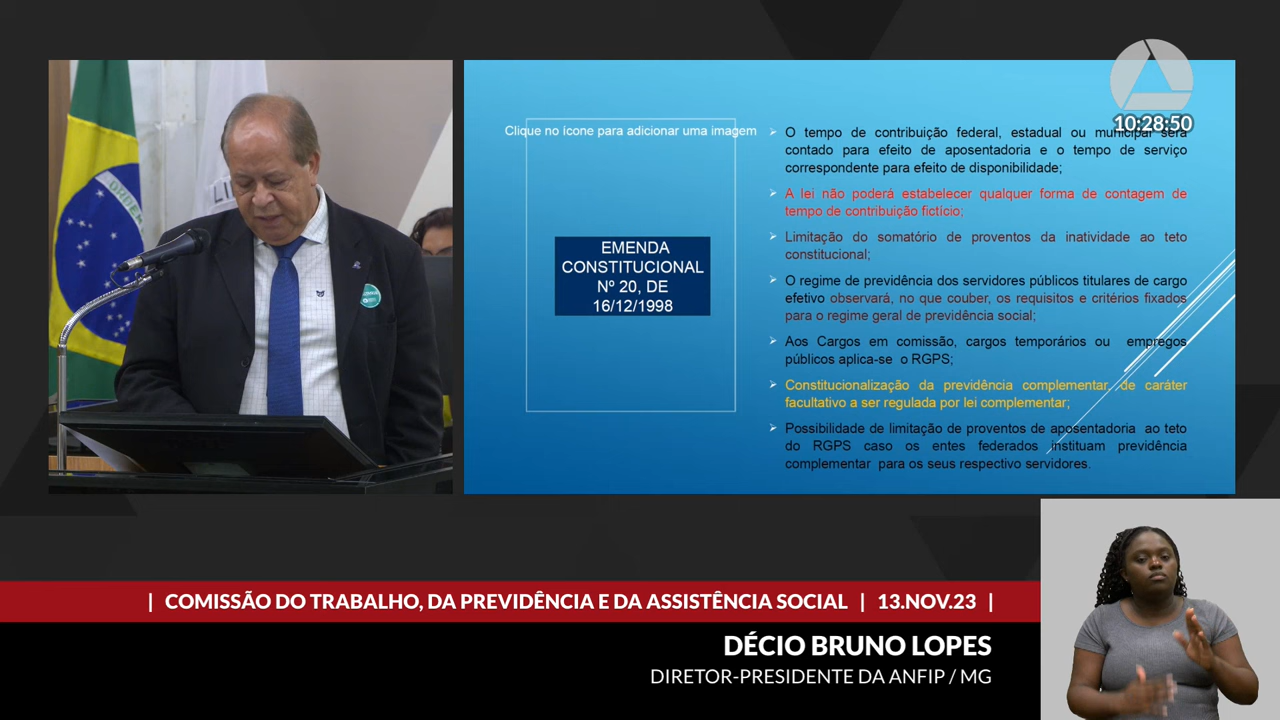 10:28:50
Clique no ícone para adicionar uma imagem
EMENDA
CONSTITUCIONAL
Nº 20, DE
16/12/1998
O tempo de contribuição federal, estadual ou municipal será
contado para efeito de aposentadoria e o tempo de serviço
correspondente para efeito de disponibilidade;
A lei não poderá estabelecer qualquer forma de contagem de
tempo de contribuição fictício;
Limitação do somatório de proventos da inatividade ao teto
constitucional;
O regime de previdência dos servidores públicos titulares de cargo
efetivo observará, no que couber, os requisitos e critérios fixados
para o regime geral de previdência social;
Aos Cargos em comissão, cargos temporários ou empregos
públicos aplica-se o RGPS;
Constitucionalização da previdência complementar, de caráter
facultativo a ser regulada por lei complementar;
Possibilidade de limitação de proventos de aposentadoria ao teto
do RGPS caso os entes federados instituam previdência
complementar para os seus respectivo servidores.
| COMISSÃO DO TRABALHO, DA PREVIDÊNCIA E DA ASSISTÊNCIA SOCIAL | 13.NOV.23 |
DÉCIO BRUNO LOPES
DIRETOR-PRESIDENTE DA ANFIP / MG